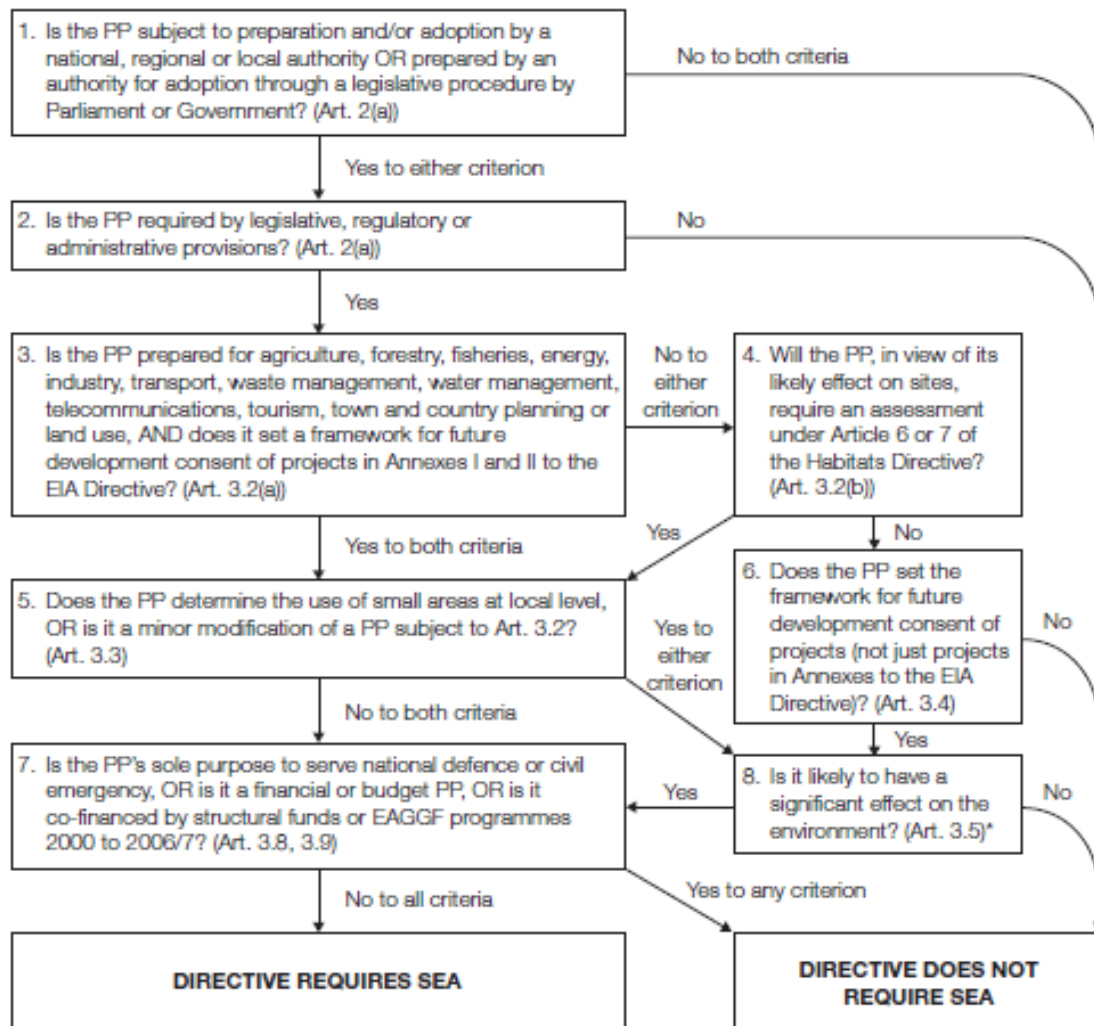 1. Is the PP subject to preparation and/or adoption by a
national, regional or local authority OR prepared by an
authority for adoption through a legislative procedure by
Parliament or Government? (Art. 2(a))
No to both criteria
Yes to either criterion
2. Is the PP required by legislative, regulatory or
administrative provisions? (Art. 2(a))
No
Yes
3. Is the PP prepared for agriculture, forestry, fisheries, energy,
industry, transport, waste management, water management,
telecommunications, tourism, town and country planning or
land use, AND does it set a framework for future
development consent of projects in Annexes I and II to the
EIA Directive? (Art. 3.2(a))
No to
either
criterion
4. Will the PP, in view of its
likely effect on sites,
require an assessment
under Article 6 or 7 of
the Habitats Directive?
(Art. 3.2(b))
Yes to both criteria
Yes
No
5. Does the PP determine the use of small areas at local level,
OR is it a minor modification of a PP subject to Art. 3.2?
(Art. 3.3)
Yes to
either
criterion
6. Does the PP set the
framework for future
development consent of
projects (not just projects
in Annexes to the EIA
Directive)? (Art. 3.4)
No
No to both criteria
Yes
7. Is the PP's sole purpose to serve national defence or civil
emergency, OR is it a financial or budget PP, OR is it
co-financed by structural funds or EAGGF programmes
2000 to 2006/7? (Art. 3.8, 3.9)
Yes
8. Is it likely to have a
significant effect on the
environment? (Art. 3.5)*
No
No to all criteria
Yes to any criterion
DIRECTIVE REQUIRES SEA
DIRECTIVE DOES NOT
REQUIRE SEA